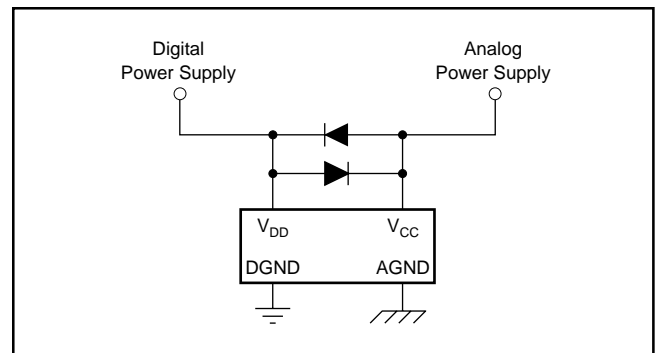 Digital
Power Supply
Analog
Power Supply
VDD
VCC
DGND
AGND